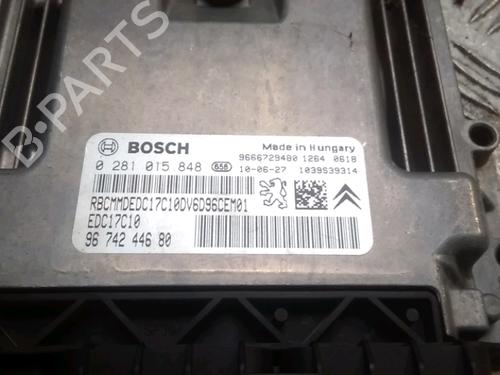 B-PARTS
BOSCH
Made in Hungary
9666729480 1264 0618
0 281 015 848 658 10-06-27 1039S39314
RBCMMDEDC17C10DV6D96CEM01
EDC17C10
96 742 446 80